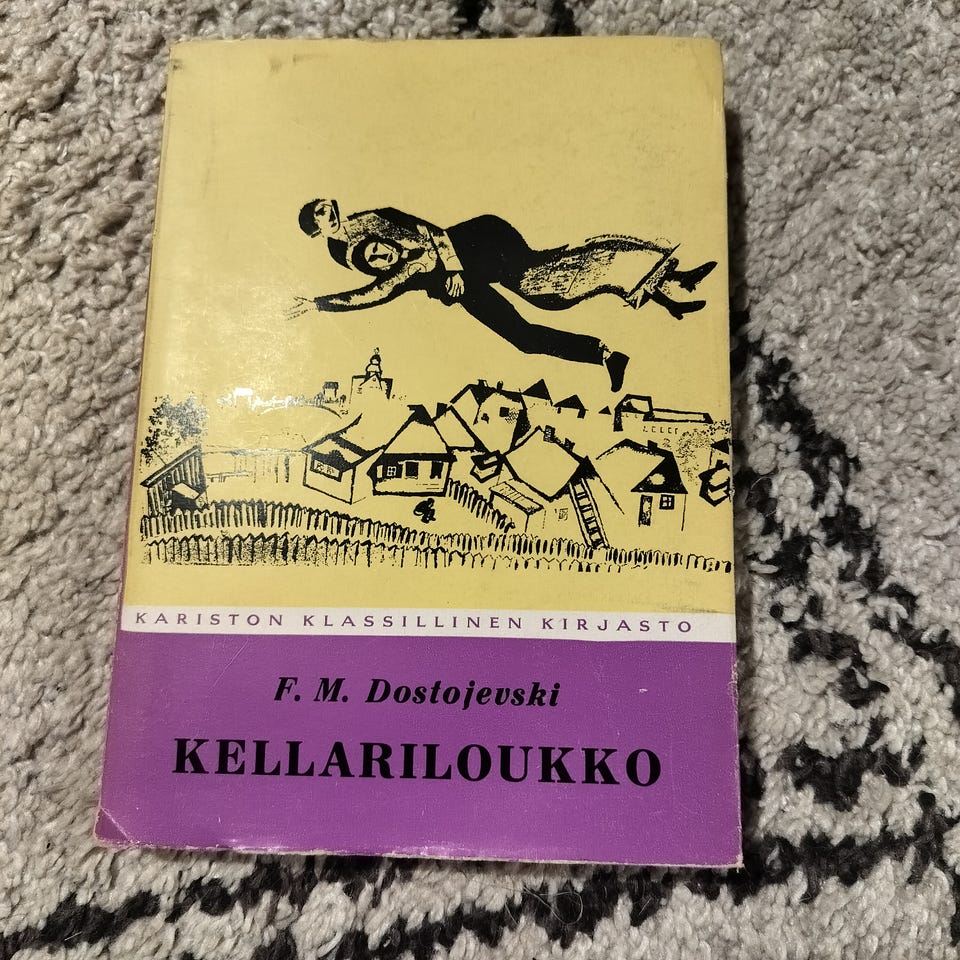 KARISTON KLASSILLINEN KIRJASTO
F. M. Dostojevski
KELLARILOUKKO